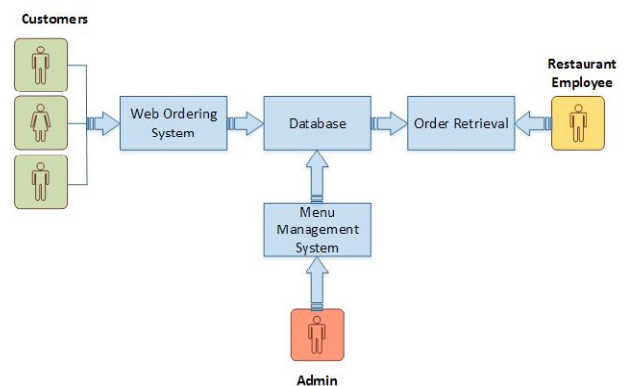 Customers
Restaurant
Employee
Web Ordering
System
Database
Order Retrieval
Menu
Management
System
Admin